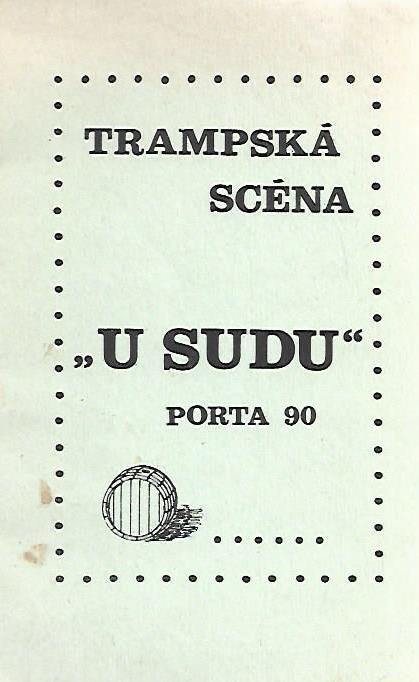 TRAMPSKÁ
SCÉNA
„U SUDU“
PORTA 90
......